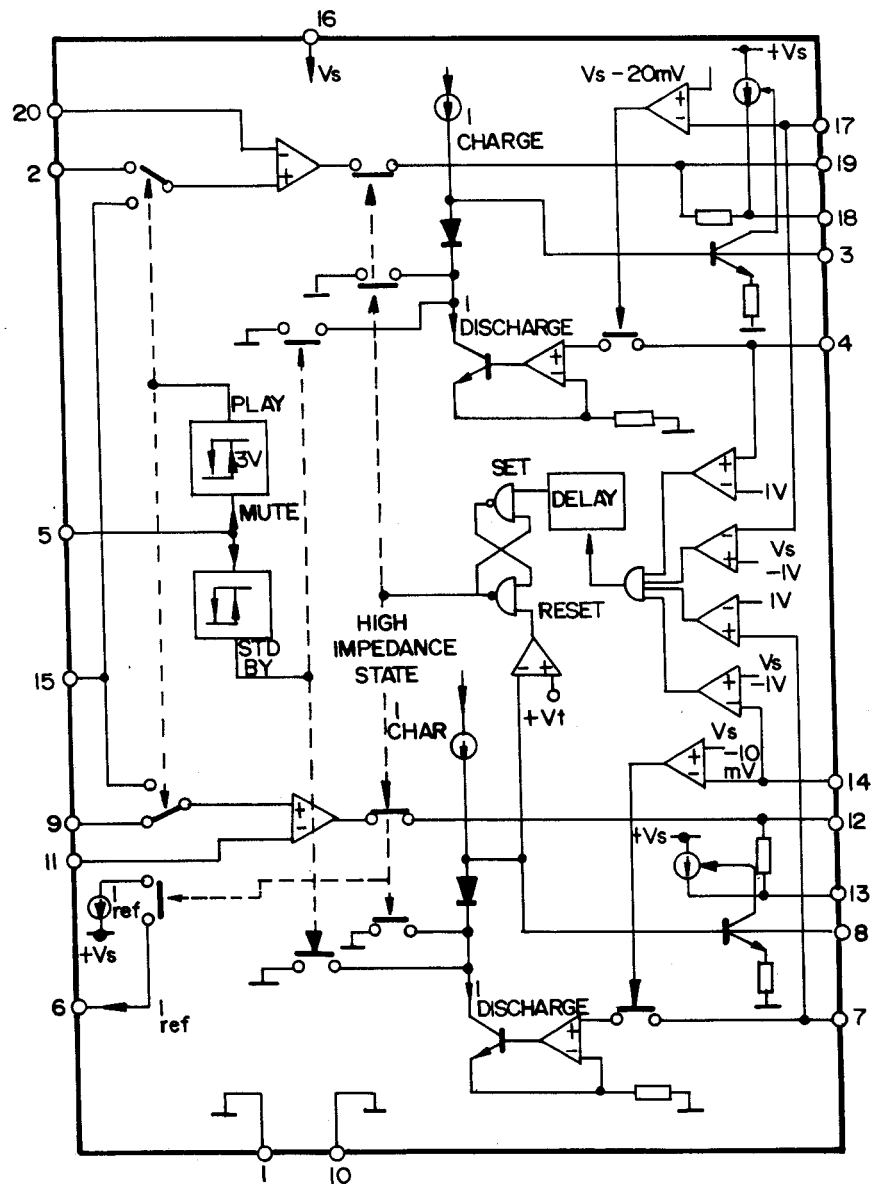 16
Vs
+Vs
Vs-20mV
20
I
CHARGE
17
2
19
18
3
I
DISCHARGE
4
PLAY
3V
SET
MUTE
DELAY
1V
5
Vs
-1V
1V
RESET
HIGH
IMPEDANCE
STATE
STD
BY
Vs
-1V
15
+Vt
I
CHAR
Vs
-10
mV
14
9
12
+Vs
11
I
ref
13
+Vs
8
6
I
ref
I
DISCHARGE
7
1
10